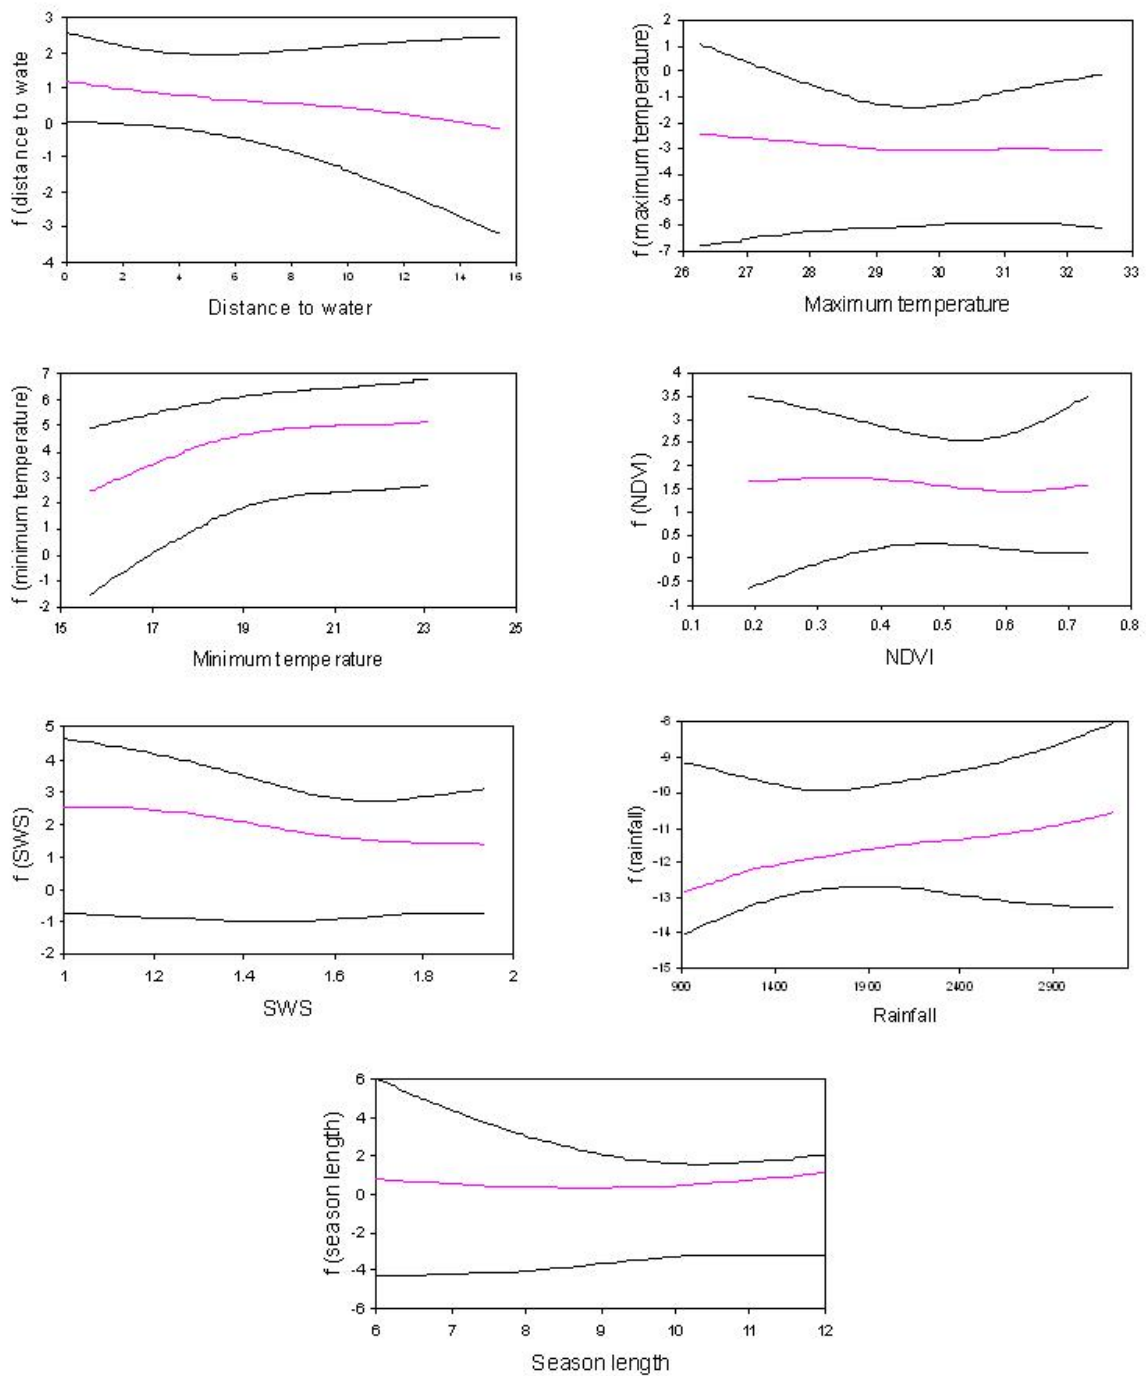 3
2
1
0
-1
-2
-3
-4
f (distance to wate
0 2 4 6 8 10 12 14 16
Distance to water
2
1
0
-1
-2
-3
-4
-5
-6
-7
f (maximum temperature)
26 27 28 29 30 31 32 33
Maximum temperature
7
6
5
4
3
2
1
0
-1
-2
f (minimum temperature)
15 17 19 21 23 25
Minimum temperature
4
3.5
3
2.5
2
1.5
1
0.5
0
-0.5
-1
f (NDVI)
0.1 0.2 0.3 0.4 0.5 0.6 0.7 0.8
NDVI
5
4
3
2
1
0
-1
-2
f (SWS)
1 1.2 1.4 1.6 1.8 2
SWS
-8
-9
-10
-11
-12
-13
-14
-15
f (rainfall)
900 1400 1900 2400 2900
Rainfall
6
4
2
0
-2
-4
-6
f (season length)
6 7 8 9 10 11 12
Season length